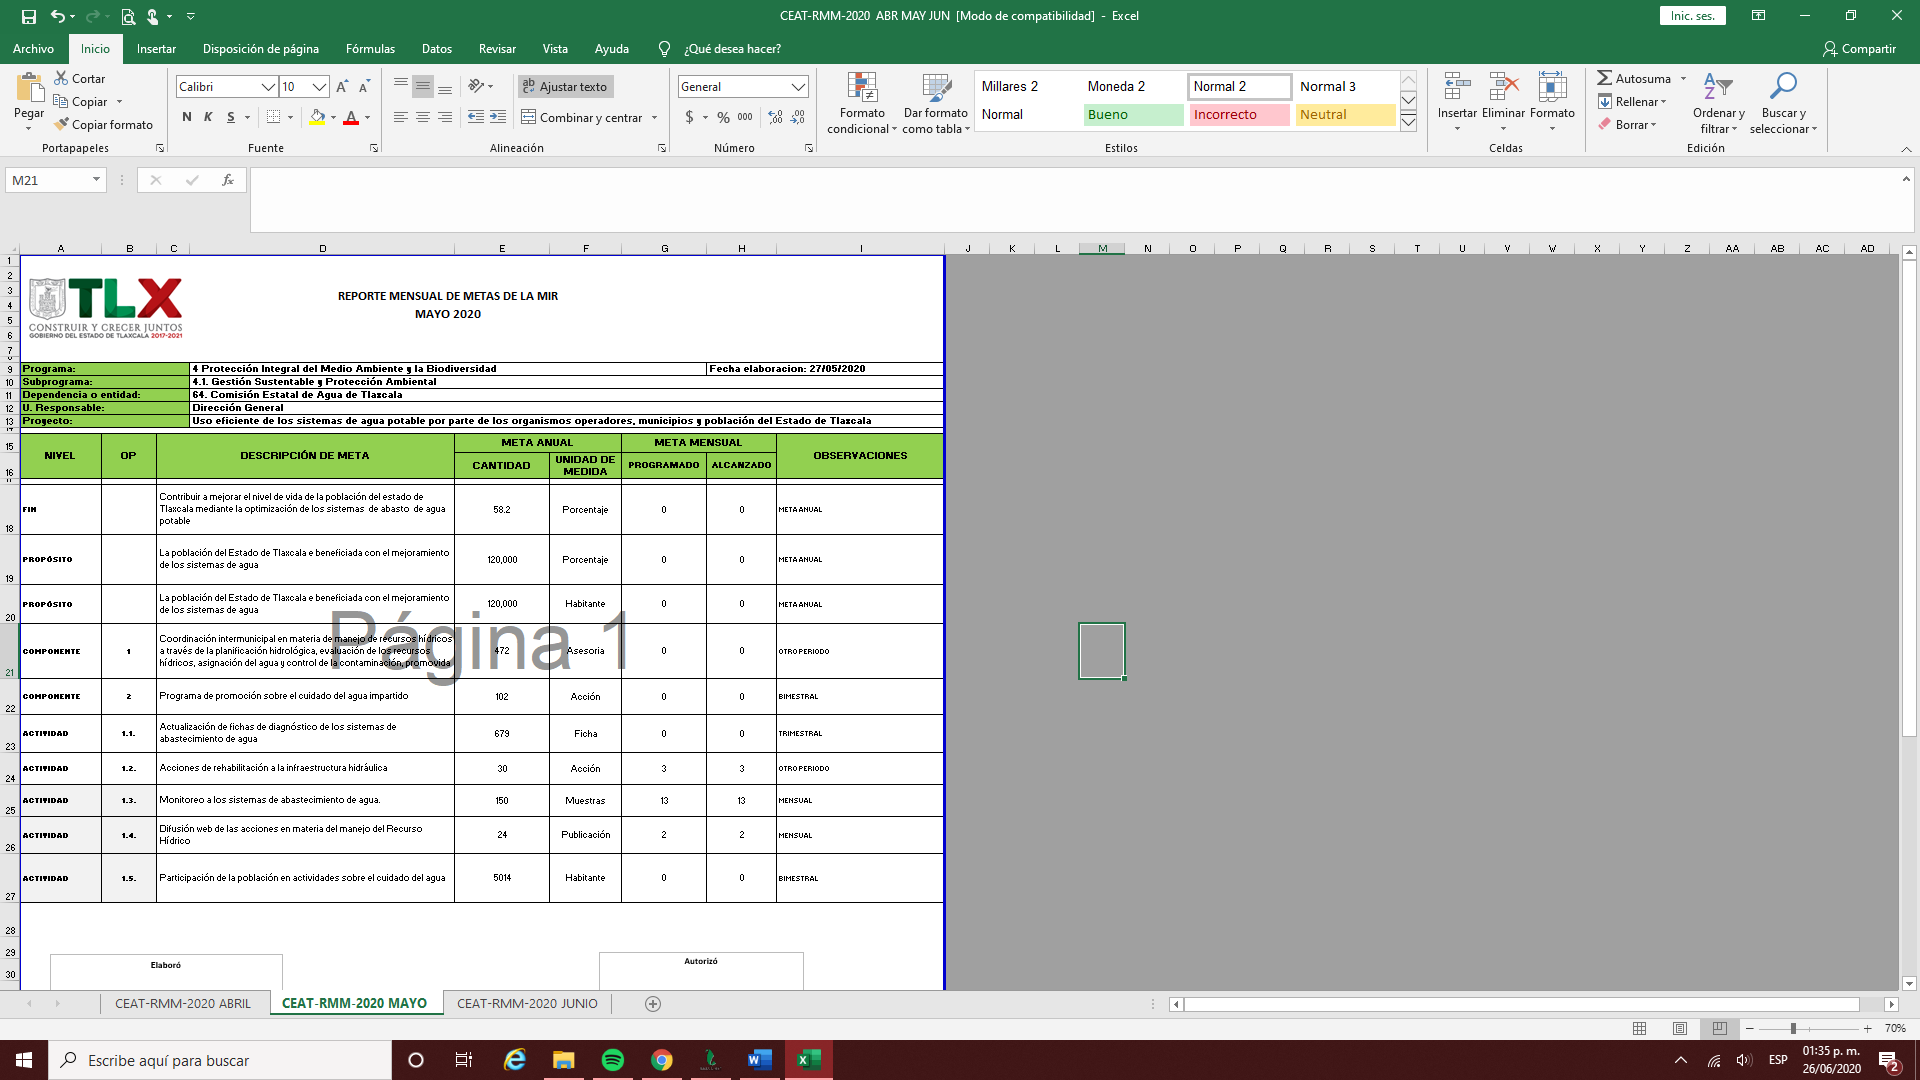 CEAT-RMM-2020 ABR MAY JUN [Modo de compatibilidad] - Excel
Inic. ses.
Archivo Inicio Insertar Disposición de página Fórmulas Datos Revisar Vista Ayuda ¿Qué desea hacer? Compartir
Pegar
Cortar
Copiar
Copiar formato
Portapapeles
Calibri 10
N K S
Fuente
Ajustar texto
Combinar y centrar
Alineación
General
$ % 000
Número
Formato condicional
Dar formato como tabla
Millares 2 Moneda 2 Normal 2 Normal 3
Normal Bueno Incorrecto Neutral
Estilos
Insertar Eliminar Formato
Celdas
Autosuma
Rellenar
Borrar
Ordenar y filtrar
Buscar y seleccionar
Edición
M21
fx
A B C D E F G H I J K L M N O P Q R S T U V W X Y Z AA AB AC AD
TLX
CONSTRUIR Y CRECER JUNTOS
GOBIERNO DEL ESTADO DE TLAXCALA 2017-2021
REPORTE MENSUAL DE METAS DE LA MIR
MAYO 2020
Programa: 4 Protección Integral del Medio Ambiente y la Biodiversidad Fecha elaboracion: 27/05/2020
Subprograma: 4.1. Gestión Sustentable y Protección Ambiental
Dependencia o entidad: 64. Comisión Estatal de Agua de Tlaxcala
U. Responsable: Dirección General
Proyecto: Uso eficiente de los sistemas de agua potable por parte de los organismos operadores, municipios y población del Estado de Tlaxcala
NIVEL OP DESCRIPCIÓN DE META META ANUAL META MENSUAL OBSERVACIONES
CANTIDAD UNIDAD DE MEDIDA PROGRAMADO ALCANZADO
FIN Contribuir a mejorar el nivel de vida de la población del estado de Tlaxcala mediante la optimización de los sistemas de abasto de agua potable 58.2 Porcentaje 0 0 META ANUAL
PROPÓSITO La población del Estado de Tlaxcala e beneficiada con el mejoramiento de los sistemas de agua 120,000 Porcentaje 0 0 META ANUAL
PROPÓSITO La población del Estado de Tlaxcala e beneficiada con el mejoramiento de los sistemas de agua 120,000 Habitante 0 0 META ANUAL
COMPONENTE 1 Coordinación intermunicipal en materia de manejo de recursos hídricos a través de la planificación hidrológica, evaluación de los recursos hídricos, asignación del agua y control de la contaminación, promovida 472 Asesoria 0 0 OTRO PERIODO
COMPONENTE 2 Programa de promoción sobre el cuidado del agua impartido 102 Acción 0 0 BIMESTRAL
ACTIVIDAD 1.1. Actualización de fichas de diagnóstico de los sistemas de abastecimiento de agua 679 Ficha 0 0 TRIMESTRAL
ACTIVIDAD 1.2. Acciones de rehabilitación a la infraestructura hidráulica 30 Acción 3 3 OTRO PERIODO
ACTIVIDAD 1.3. Monitoreo a los sistemas de abastecimiento de agua. 150 Muestras 13 13 MENSUAL
ACTIVIDAD 1.4. Difusión web de las acciones en materia del manejo del Recurso Hídrico 24 Publicación 2 2 MENSUAL
ACTIVIDAD 1.5. Participación de la población en actividades sobre el cuidado del agua 5014 Habitante 0 0 BIMESTRAL
Página 1
Elaboró Autorizó
CEAT-RMM-2020 ABRIL CEAT-RMM-2020 MAYO CEAT-RMM-2020 JUNIO
70%
Escribe aquí para buscar
ESP
01:35 p. m.
26/06/2020
2